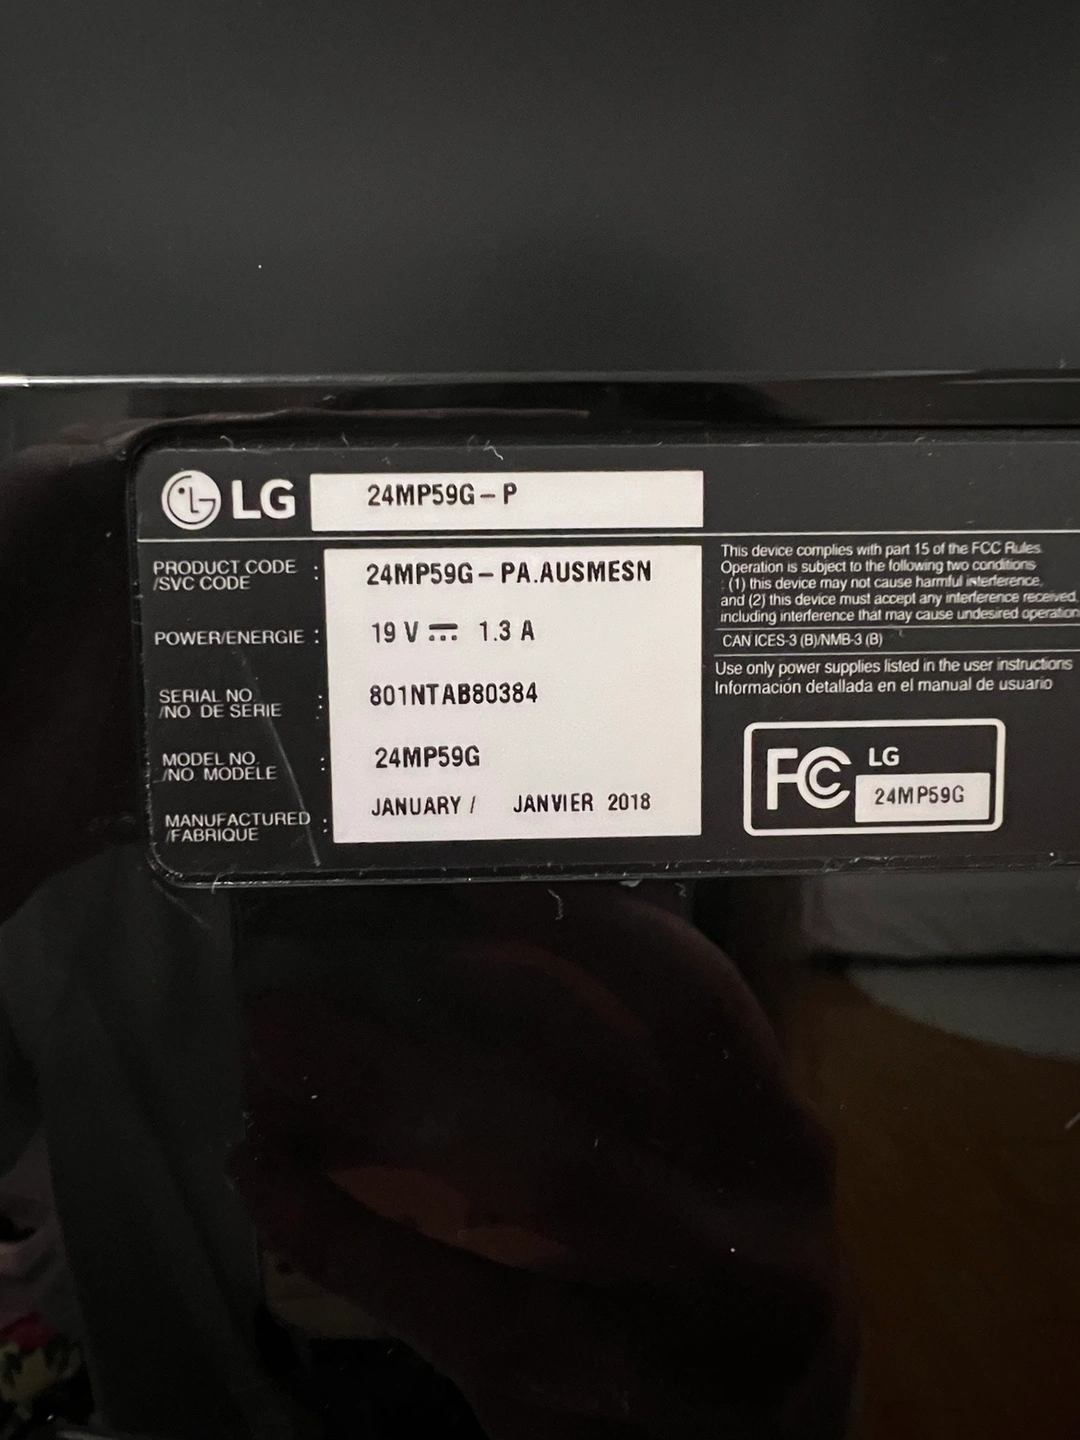 LG 24MP59G-P
PRODUCT CODE : 24MP59G-PA.AUSMESN
/SVC CODE
POWER/ENERGIE : 19 V 1.3 A
SERIAL NO. : 801NTAB80384
/NO DE SERIE
MODEL NO. : 24MP59G
/NO MODÈLE
MANUFACTURED : JANUARY / JANVIER 2018
/FABRIQUE
This device complies with part 15 of the FCC Rules.
Operation is subject to the following two conditions
: (1) this device may not cause harmful interference,
and (2) this device must accept any interference received,
including interference that may cause undesired operation
CAN ICES-3 (B)/NMB-3 (B)
Use only power supplies listed in the user instructions
Información detallada en el manual de usuario
FC LG
24MP59G